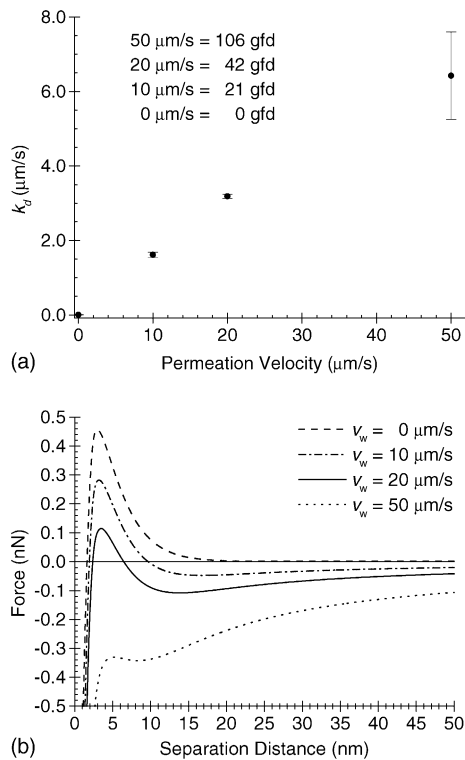 8.0
6.0
4.0
2.0
0.0
k_d (μm/s)
50 μm/s = 106 gfd
20 μm/s = 42 gfd
10 μm/s = 21 gfd
0 μm/s = 0 gfd
0 10 20 30 40 50
Permeation Velocity (μm/s)
(a)
0.5
0.4
0.3
0.2
0.1
0.0
-0.1
-0.2
-0.3
-0.4
-0.5
Force (nN)
v_w = 0 μm/s
v_w = 10 μm/s
v_w = 20 μm/s
v_w = 50 μm/s
0 5 10 15 20 25 30 35 40 45 50
Separation Distance (nm)
(b)